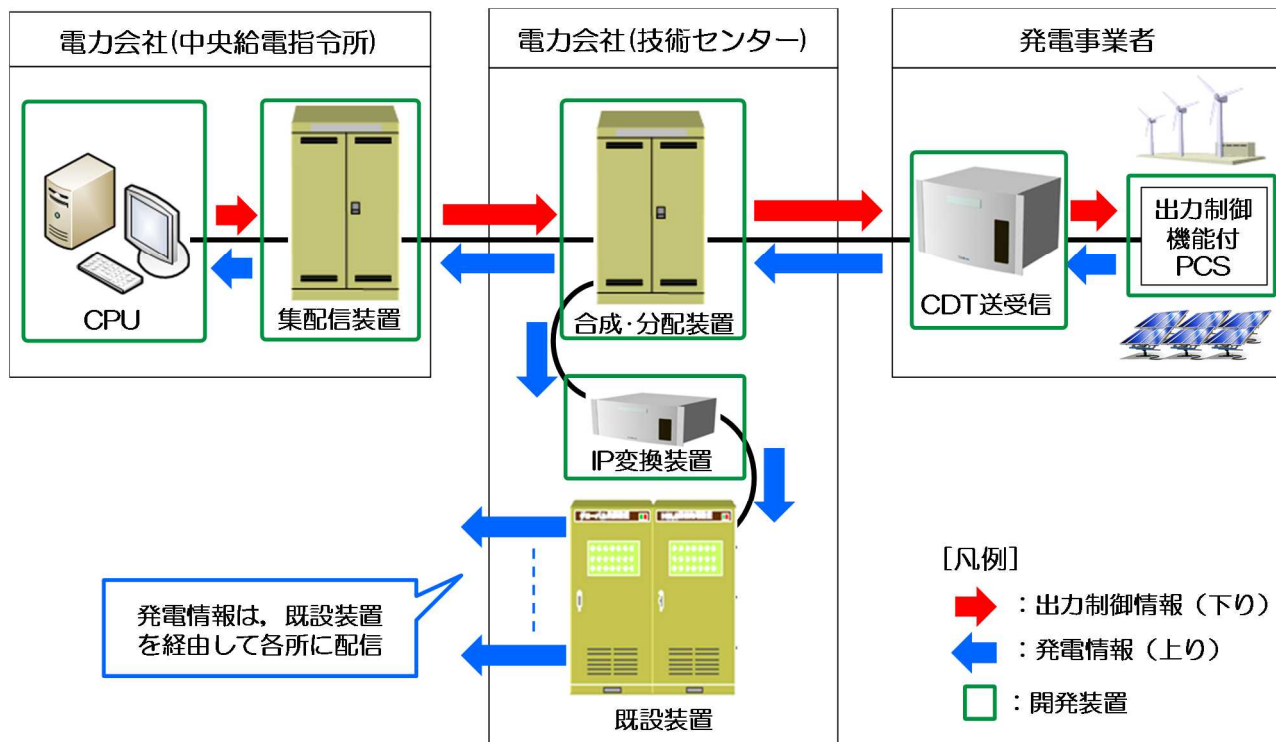 電力会社(中央給電指令所)
電力会社(技術センター)
発電事業者
CPU
集配信装置
合成・分配装置
CDT送受信
出力制御
機能付
PCS
IP変換装置
既設装置
発電情報は，既設装置
を経由して各所に配信
[凡例]
：出力制御情報（下り）
：発電情報（上り）
：開発装置